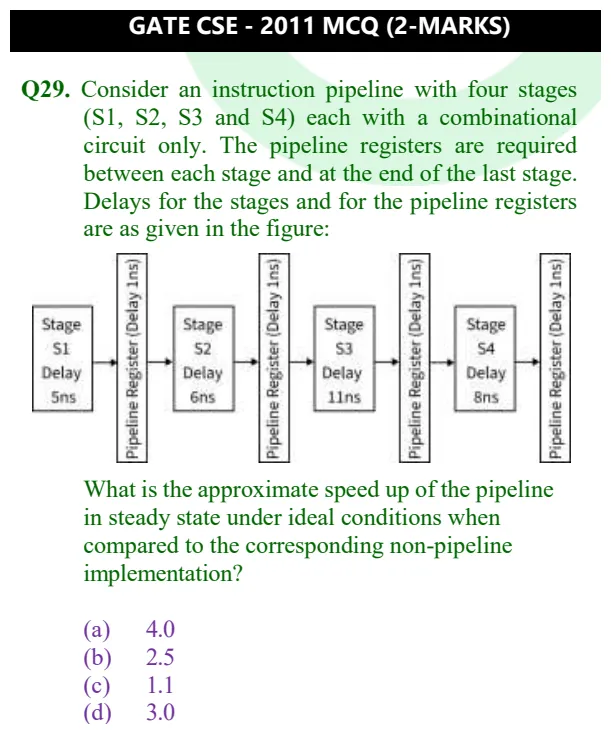 GATE CSE - 2011 MCQ (2-MARKS)
Q29. Consider an instruction pipeline with four stages
(S1, S2, S3 and S4) each with a combinational
circuit only. The pipeline registers are required
between each stage and at the end of the last stage.
Delays for the stages and for the pipeline registers
are as given in the figure:
Stage
S1
Delay
5ns
Pipeline Register (Delay 1ns)
Stage
S2
Delay
6ns
Pipeline Register (Delay 1ns)
Stage
S3
Delay
11ns
Pipeline Register (Delay 1ns)
Stage
S4
Delay
8ns
Pipeline Register (Delay 1ns)
What is the approximate speed up of the pipeline
in steady state under ideal conditions when
compared to the corresponding non-pipeline
implementation?
(a) 4.0
(b) 2.5
(c) 1.1
(d) 3.0